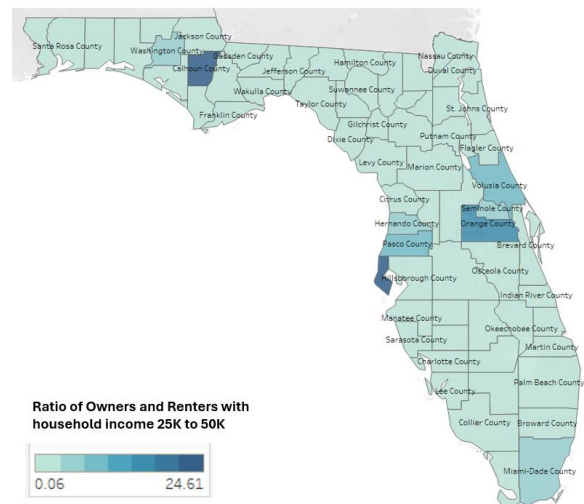 Jackson County
Santa Rosa County
Washington County
Gadsden County
Calhoun County
Jefferson County
Hamilton County
Nassau County
Duval County
Wakulla County
Suwannee County
Taylor County
Franklin County
St. Johns County
Gilchrist County
Dixie County
Putnam County
Flagler County
Levy County
Marion County
Volusia County
Citrus County
Seminole County
Hernando County
Orange County
Pasco County
Brevard County
Hillsborough County
Osceola County
Indian River County
Manatee County
Okeechobee County
Sarasota County
Martin County
Charlotte County
Lee County
Palm Beach County
Collier County
Broward County
Miami-Dade County
Ratio of Owners and Renters with
household income 25K to 50K
0.06 24.61